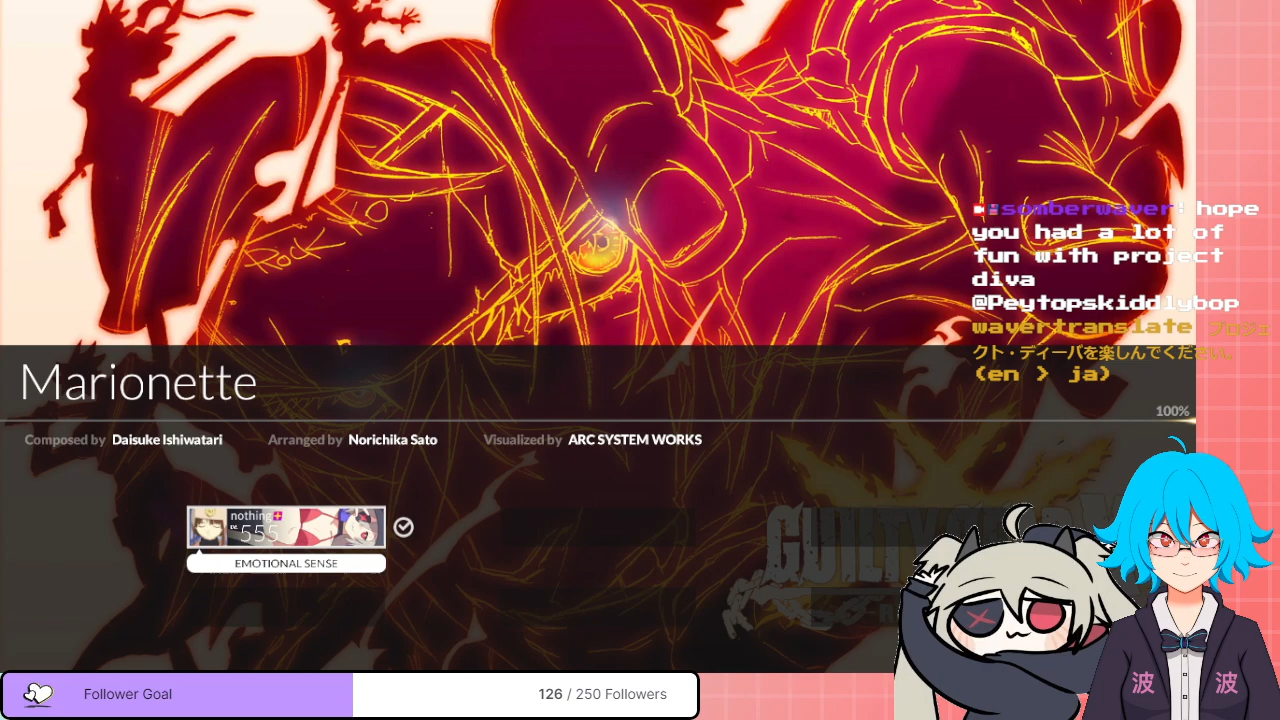 ROCK
somberwaver: hope
you had a lot of
fun with project
diva
@Peytopskiddlybop
wavertranslate プロジェ
クト・ディーバを楽しんでください。
(en > ja)
Marionette
100%
Composed by Daisuke Ishiwatari Arranged by Norichika Sato Visualized by ARC SYSTEM WORKS
nothing
Lv. 555
EMOTIONAL SENSE
GUILTY
波 波
Follower Goal 126 / 250 Followers